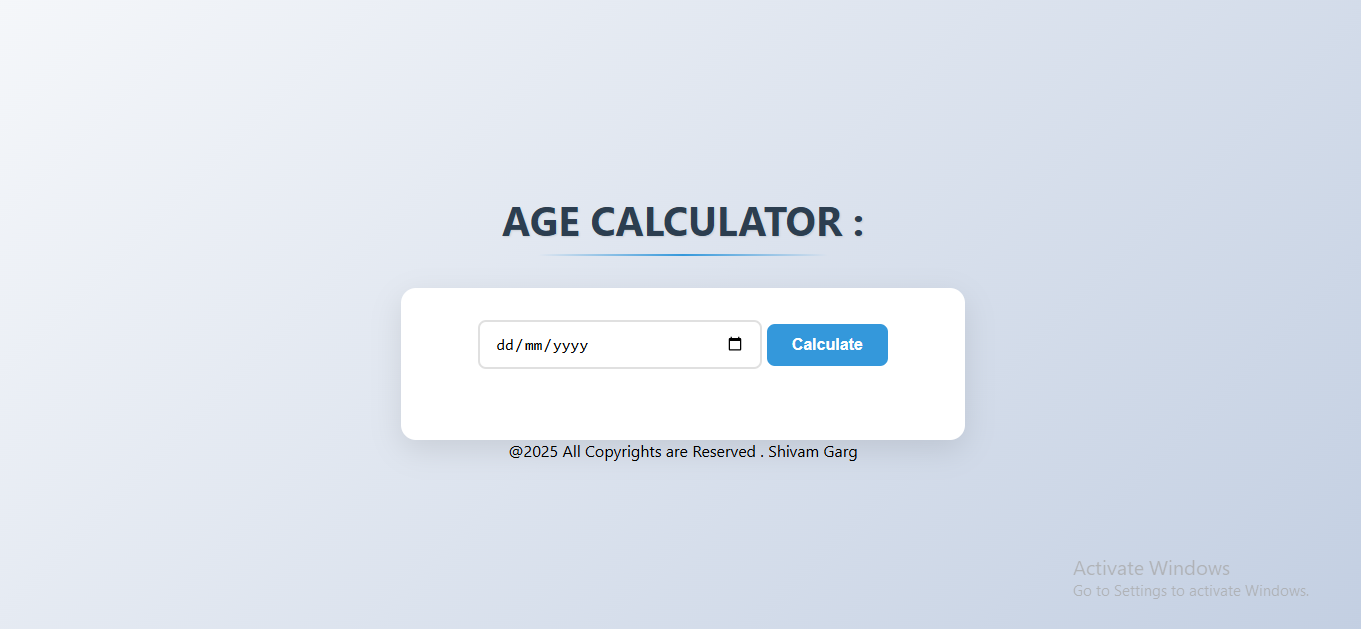 AGE CALCULATOR :
dd/mm/yyyy Calculate
@2025 All Copyrights are Reserved . Shivam Garg
Activate Windows
Go to Settings to activate Windows.